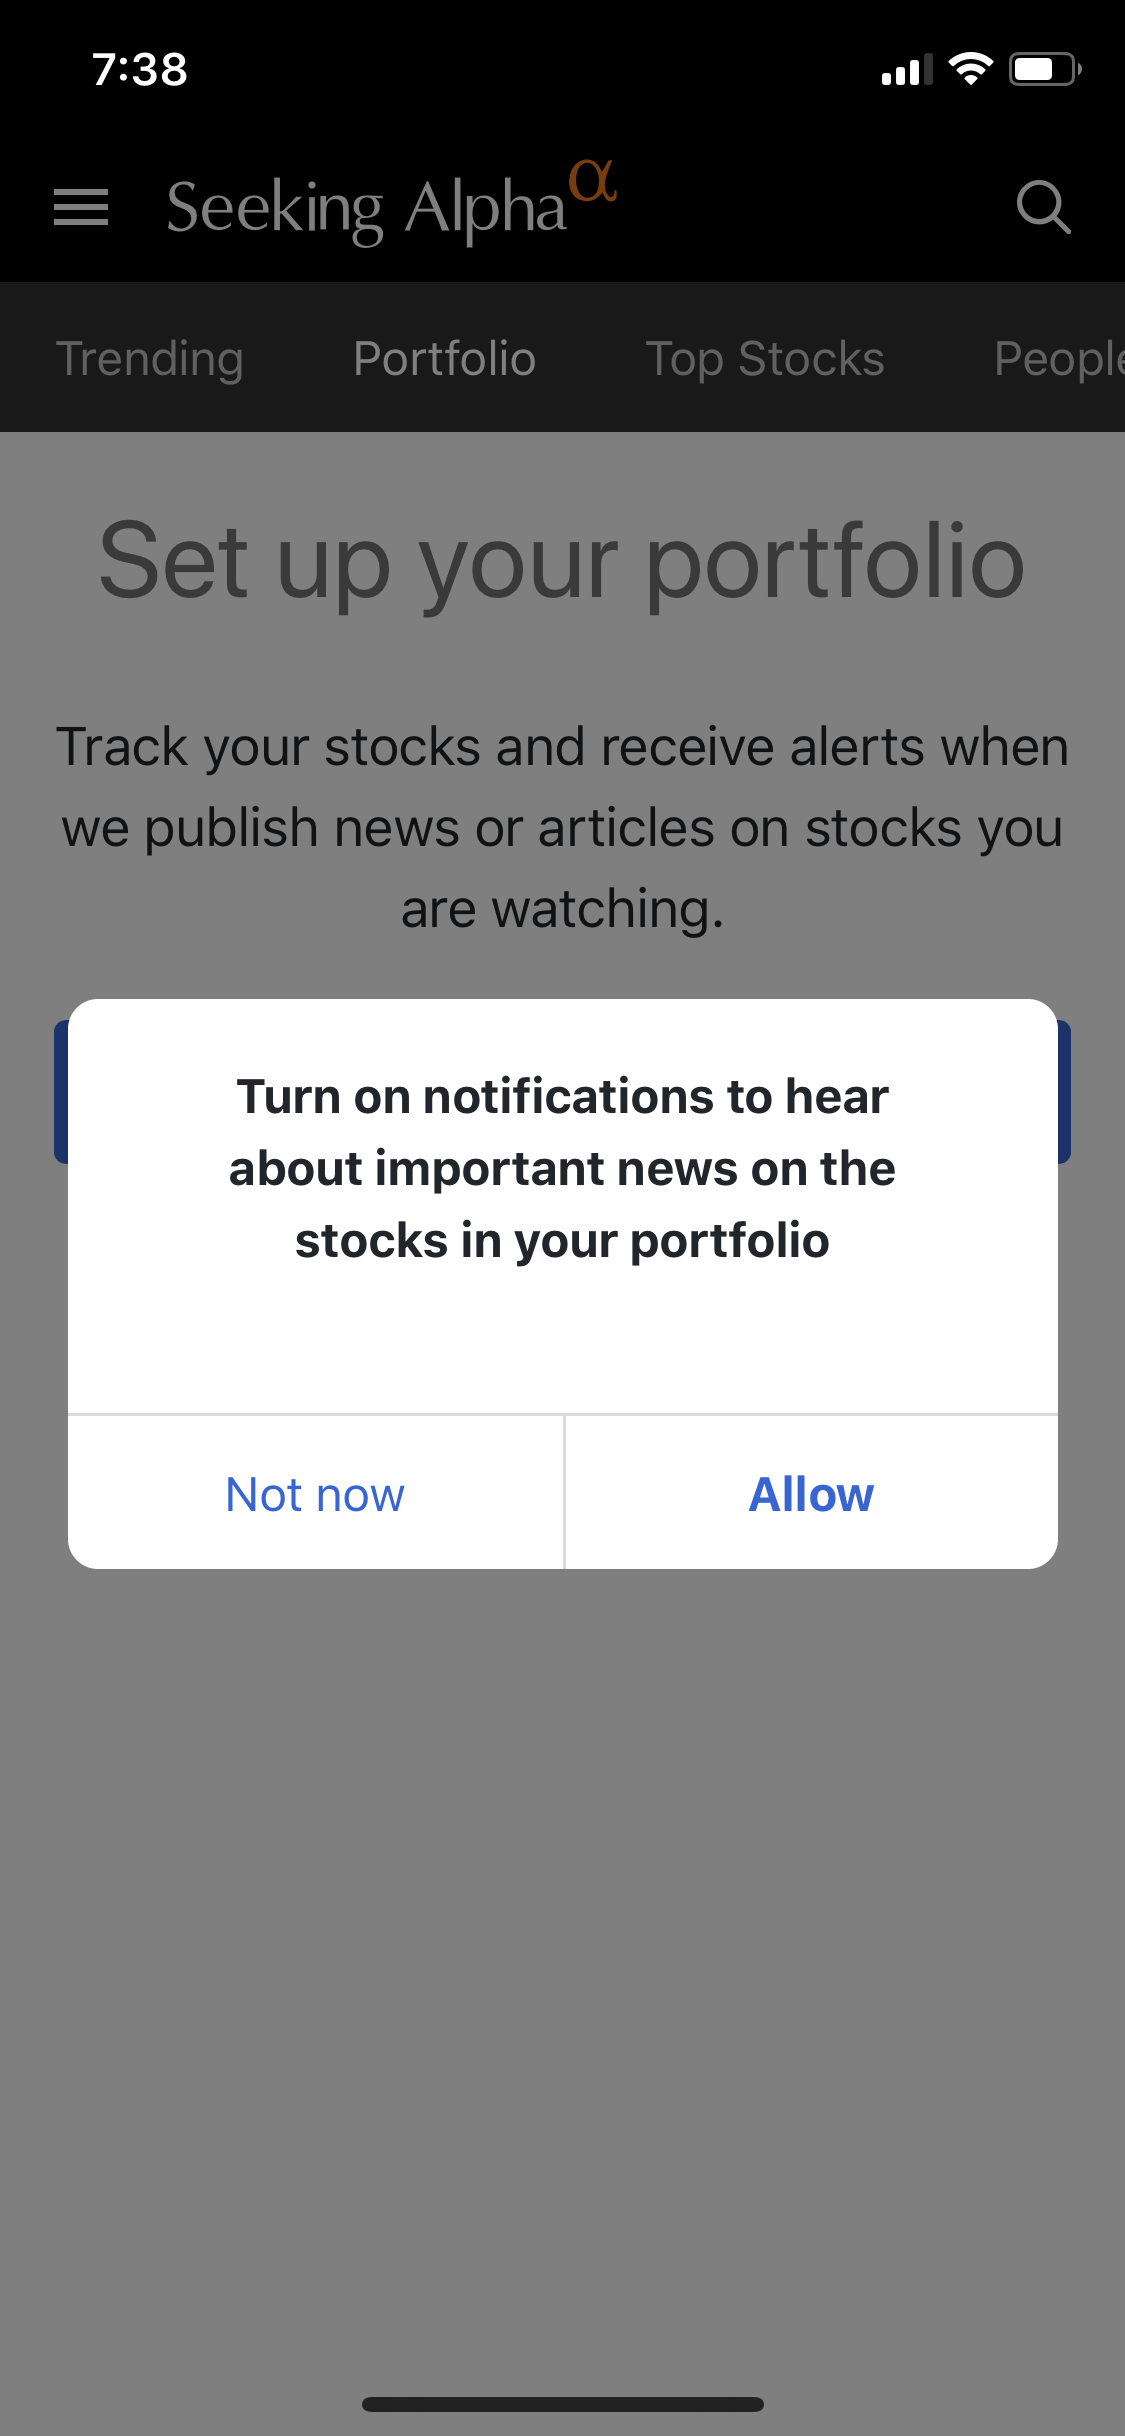 7:38
Seeking Alpha α
Trending Portfolio Top Stocks People
Set up your portfolio
Track your stocks and receive alerts when
we publish news or articles on stocks you
are watching.
Turn on notifications to hear
about important news on the
stocks in your portfolio
Not now Allow